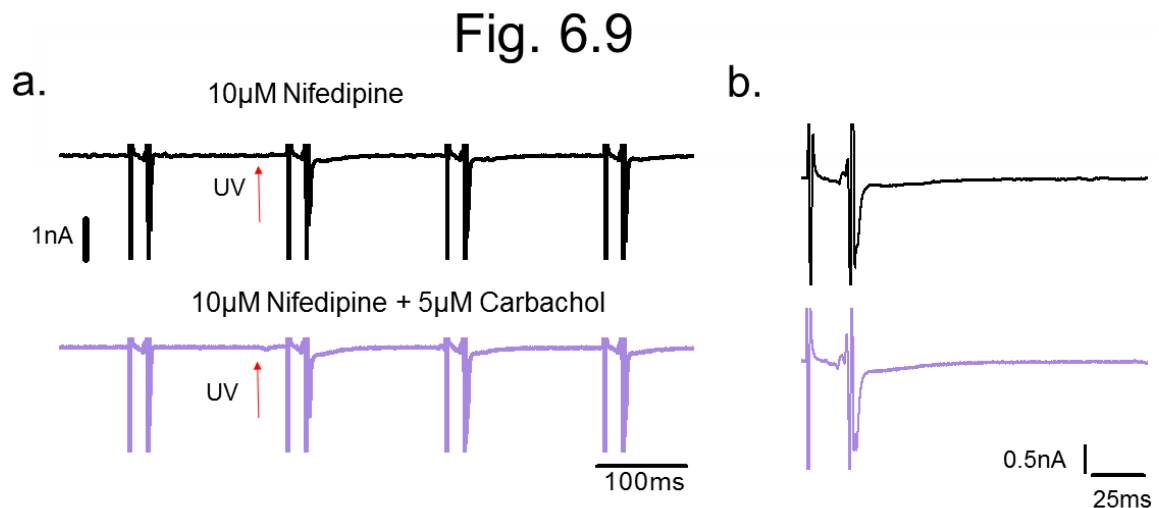 Fig. 6.9
a.
10µM Nifedipine
UV
1nA
10µM Nifedipine + 5µM Carbachol
UV
100ms
b.
0.5nA
25ms